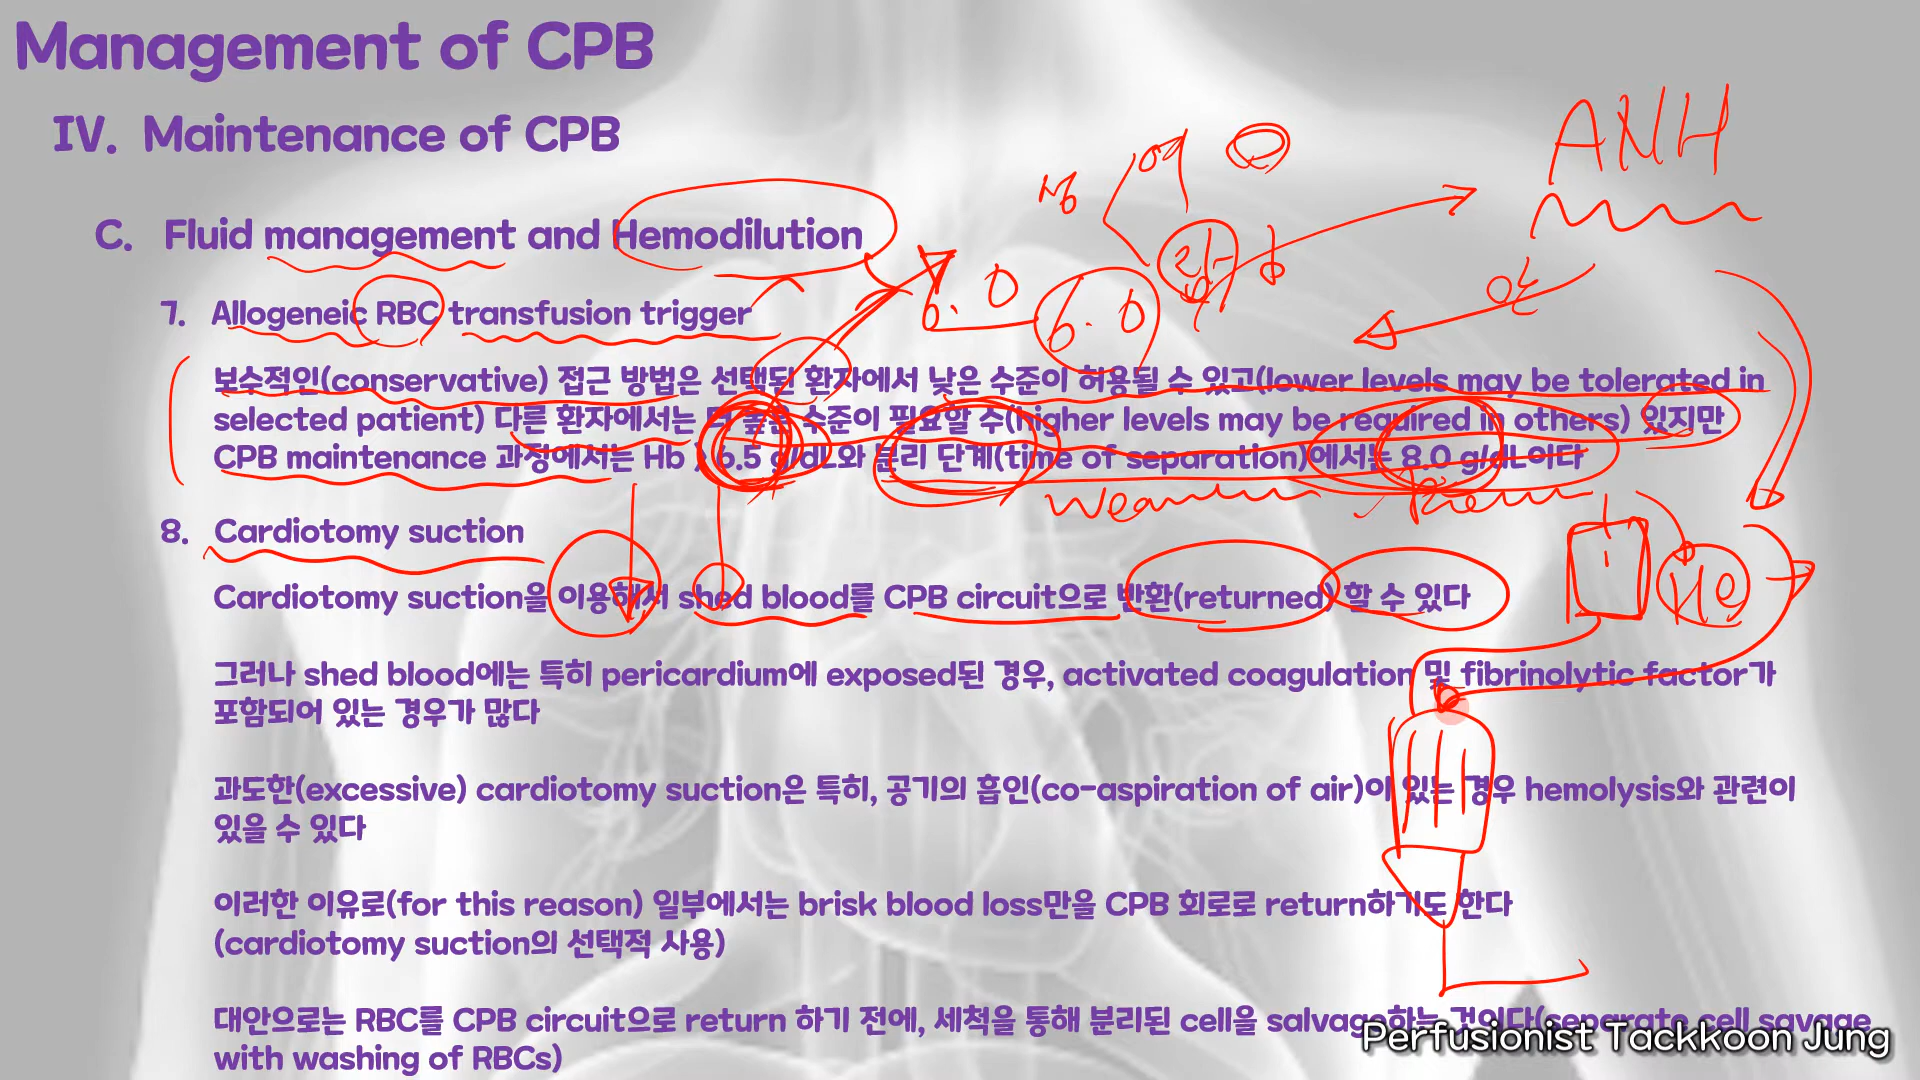 Management of CPB
IV. Maintenance of CPB
C. Fluid management and Hemodilution
7. Allogeneic RBC transfusion trigger
보수적인(conservative) 접근 방법은 선택된 환자에서 낮은 수준이 허용될 수 있고(lower levels may be tolerated in
selected patient) 다른 환자에서는 더 높은 수준이 필요할 수(higher levels may be required in others) 있지만
CPB maintenance 과정에서는 Hb > 6.5 g/dL와 분리 단계(time of separation)에서는 8.0 g/dL이다
8. Cardiotomy suction
Cardiotomy suction을 이용해서 shed blood를 CPB circuit으로 반환(returned) 할 수 있다
그러나 shed blood에는 특히 pericardium에 exposed된 경우, activated coagulation 및 fibrinolytic factor가
포함되어 있는 경우가 많다
과도한(excessive) cardiotomy suction은 특히, 공기의 흡인(co-aspiration of air)이 있는 경우 hemolysis와 관련이
있을 수 있다
이러한 이유로(for this reason) 일부에서는 brisk blood loss만을 CPB 회로로 return하기도 한다
(cardiotomy suction의 선택적 사용)
대안으로는 RBC를 CPB circuit으로 return 하기 전에, 세척을 통해 분리된 cell을 salvage하는 것이다(separate cell savage
with washing of RBCs)
ANH
6.0
6.0
Perfusionist Tackkoon Jung